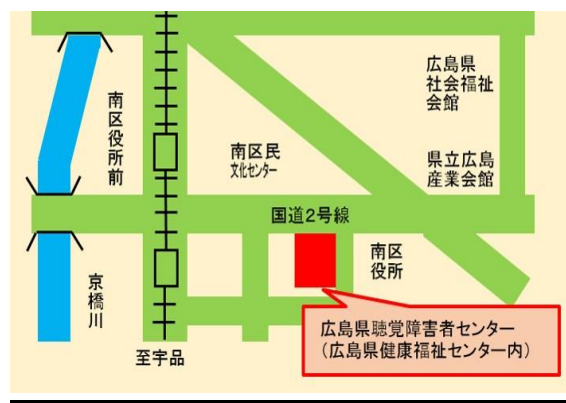 広島県
社会福祉
会館
南区役所前
南区民
文化センター
県立広島
産業会館
国道2号線
南区
役所
京橋川
広島県聴覚障害者センター
（広島県健康福祉センター内）
至宇品